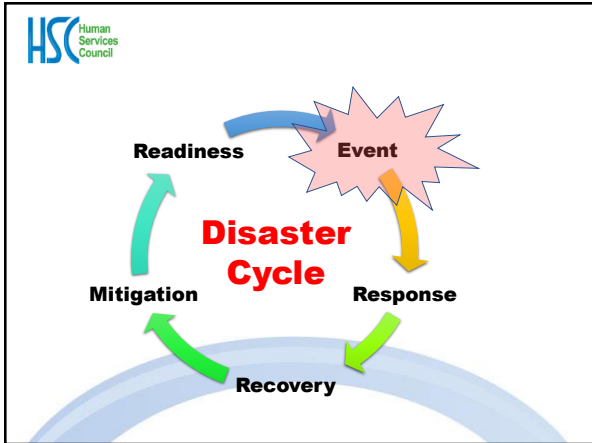 HSC Human
Services
Council
Readiness
Event
Disaster
Cycle
Mitigation
Response
Recovery